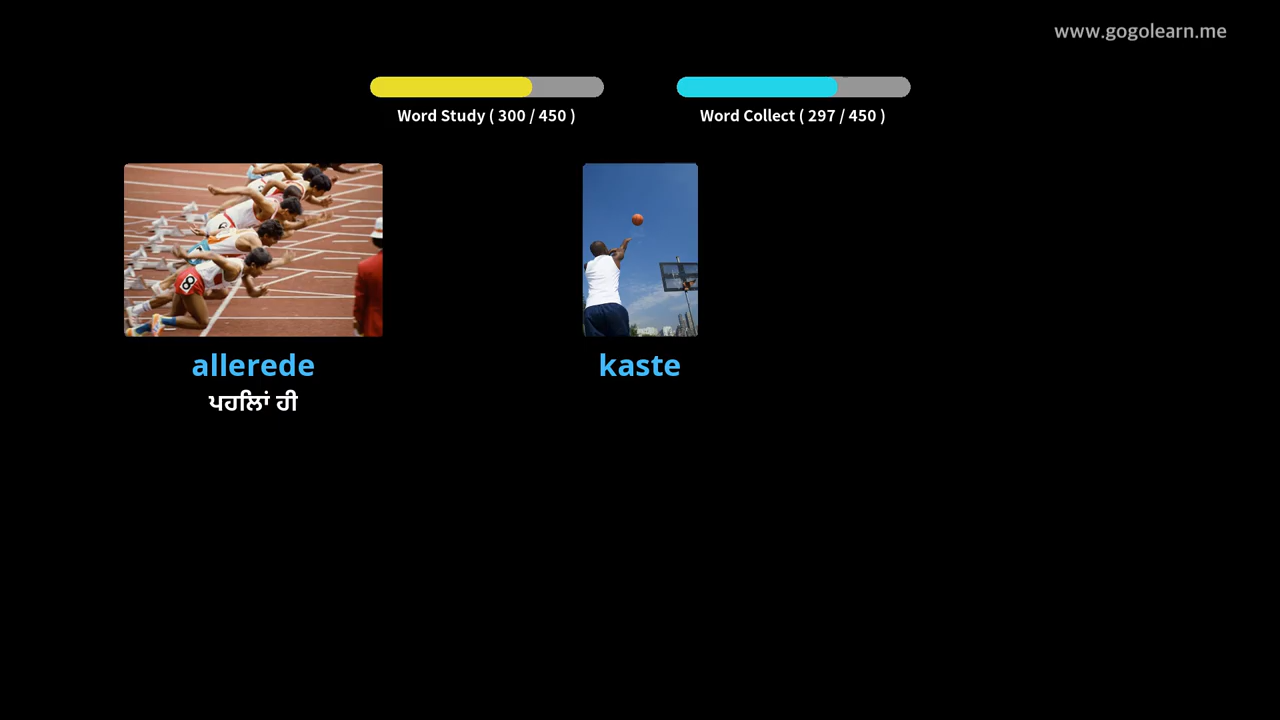 www.gogolearn.me
Word Study ( 300 / 450 )
Word Collect ( 297 / 450 )
allerede
ਪਹਿਲਾਂ ਹੀ
kaste